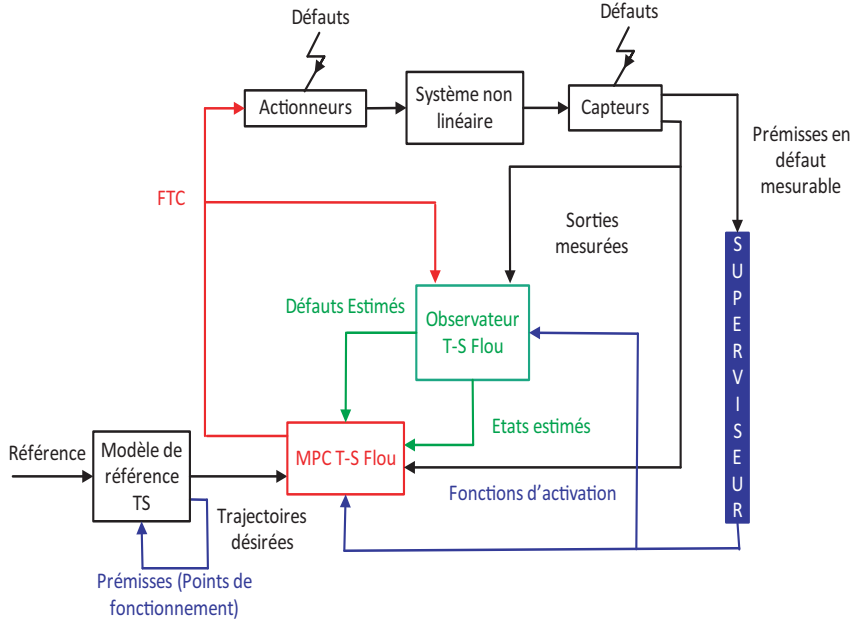 Défauts
Défauts
Actionneurs
Système non
linéaire
Capteurs
Prémisses en
défaut
mesurable
FTC
Sorties
mesurées
SUPERVISEUR
Défauts Estimés
Observateur
T-S Flou
Etats estimés
Référence
Modèle de
référence
TS
MPC T-S Flou
Fonctions d'activation
Trajectoires
désirées
Prémisses (Points de
fonctionnement)